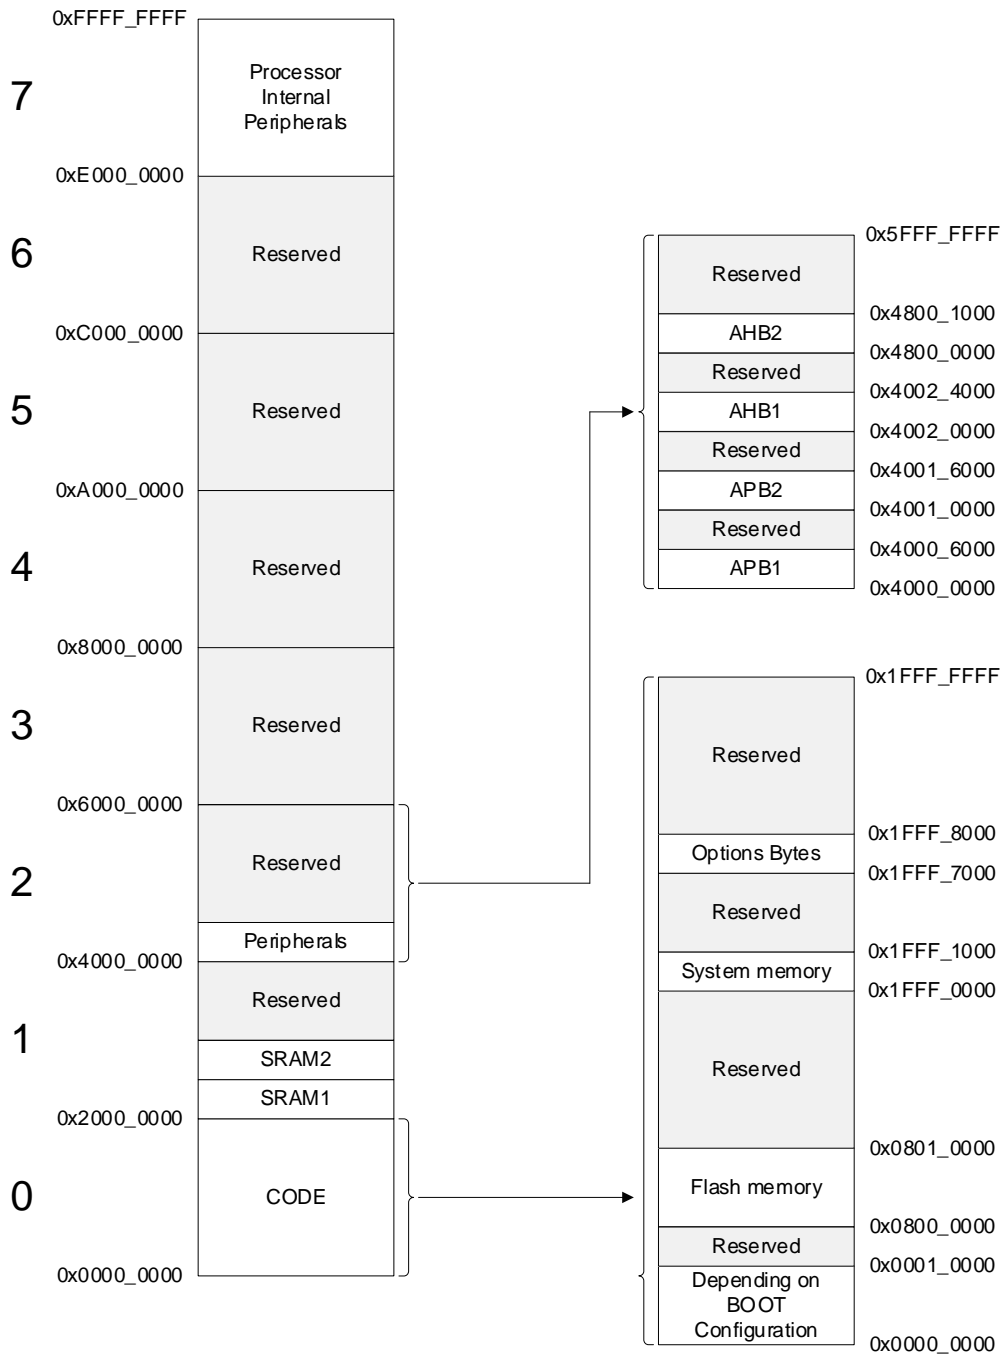 0xFFFF_FFFF
7
Processor
Internal
Peripherals
0xE000_0000
6
Reserved
0xC000_0000
5
Reserved
0xA000_0000
4
Reserved
0x8000_0000
3
Reserved
0x6000_0000
2
Reserved
Peripherals
0x4000_0000
Reserved
1
SRAM2
SRAM1
0x2000_0000
0
CODE
0x0000_0000
0x5FFF_FFFF
Reserved
0x4800_1000
AHB2
0x4800_0000
Reserved
0x4002_4000
AHB1
0x4002_0000
Reserved
0x4001_6000
APB2
0x4001_0000
Reserved
0x4000_6000
APB1
0x4000_0000
0x1FFF_FFFF
Reserved
0x1FFF_8000
Options Bytes
0x1FFF_7000
Reserved
0x1FFF_1000
System memory
0x1FFF_0000
Reserved
0x0801_0000
Flash memory
0x0800_0000
Reserved
0x0001_0000
Depending on
BOOT
Configuration
0x0000_0000